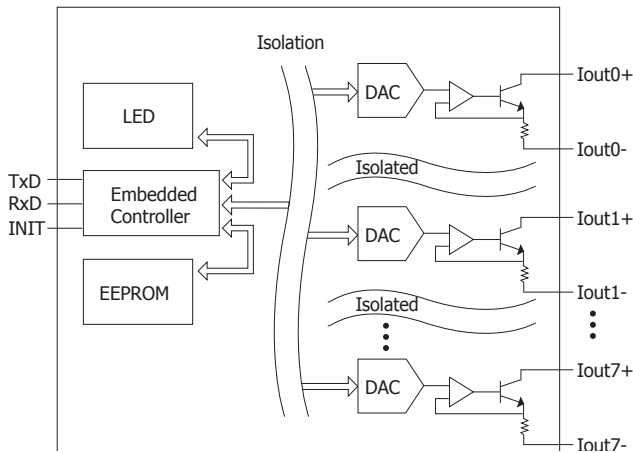 Isolation
LED
DAC
Iout0+
Iout0-
Isolated
TxD
RxD
INIT
Embedded
Controller
DAC
Iout1+
Iout1-
EEPROM
Isolated
DAC
Iout7+
Iout7-